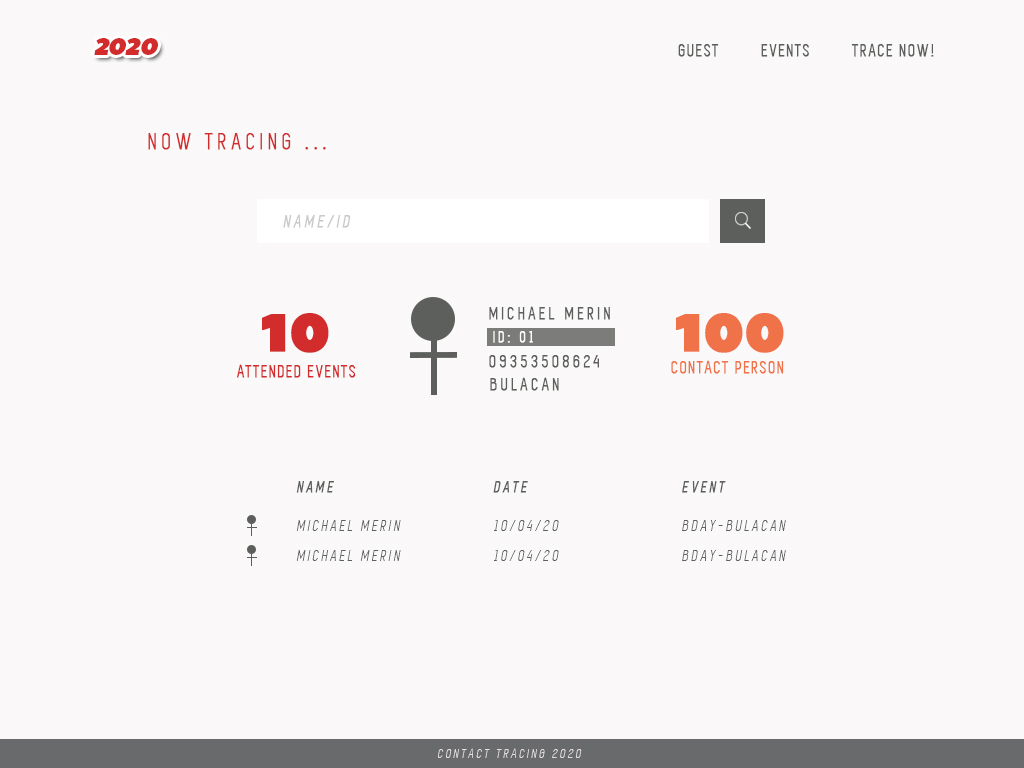 2020
GUEST EVENTS TRACE NOW!
NOW TRACING ...
NAME/ID
10
ATTENDED EVENTS
MICHAEL MERIN
ID: 01
09353508624
BULACAN
100
CONTACT PERSON
NAME DATE EVENT
MICHAEL MERIN 10/04/20 BDAY-BULACAN
MICHAEL MERIN 10/04/20 BDAY-BULACAN
CONTACT TRACING 2020